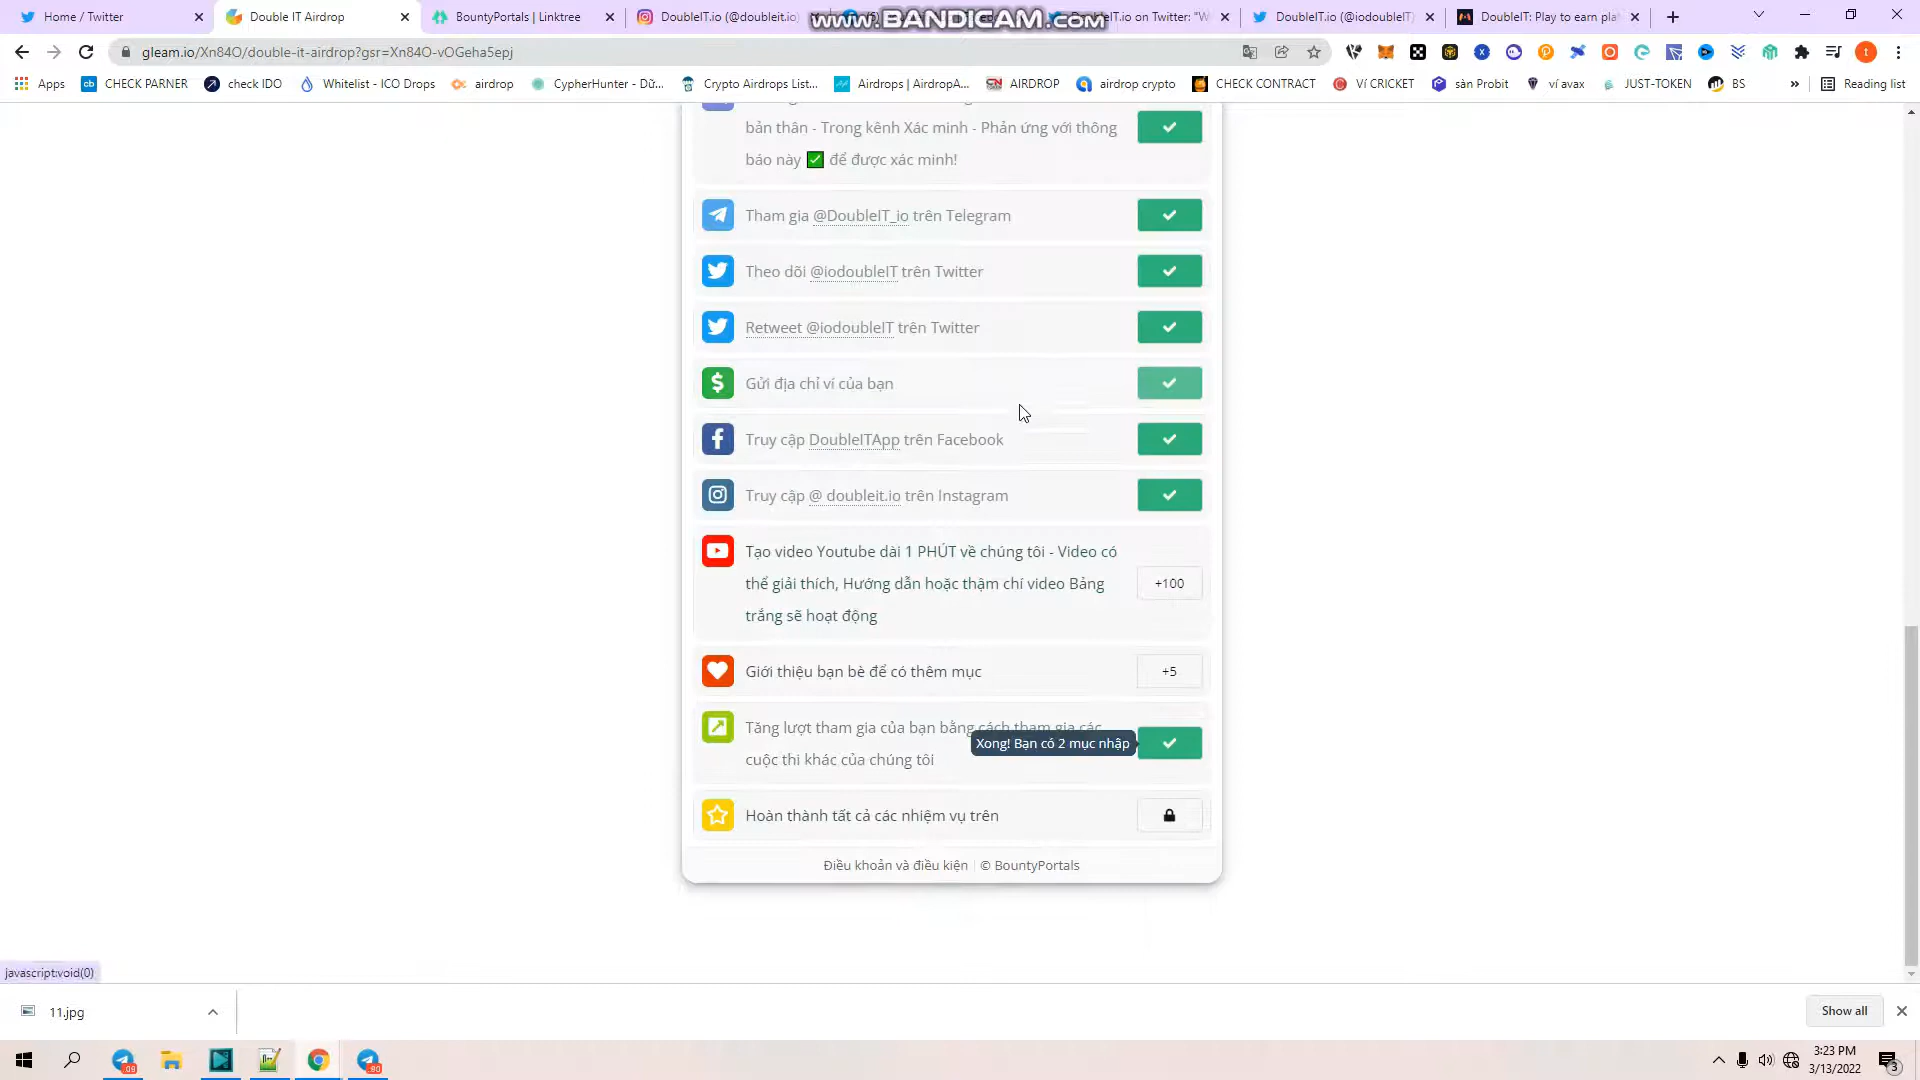 Home / Twitter
Double IT Airdrop
BountyPortals | Linktree
DoubleIT.io (@doubleit.io)
www.BANDICAM.com
DoubleIT.io on Twitter: "W
DoubleIT.io (@iodoubleIT)
DoubleIT: Play to earn pla
gleam.io/Xn84O/double-it-airdrop?gsr=Xn84O-vOGeha5epj
Apps
CHECK PARNER
check IDO
Whitelist - ICO Drops
airdrop
CypherHunter - Dữ...
Crypto Airdrops List...
Airdrops | AirdropA...
AIRDROP
airdrop crypto
CHECK CONTRACT
Ví CRICKET
sàn Probit
ví avax
JUST-TOKEN
BS
»
Reading list
bản thân - Trong kênh Xác minh - Phản ứng với thông
báo này ✅ để được xác minh!
Tham gia @DoubleIT_io trên Telegram
Theo dõi @iodoubleIT trên Twitter
Retweet @iodoubleIT trên Twitter
Gửi địa chỉ ví của bạn
Truy cập DoubleITApp trên Facebook
Truy cập @ doubleit.io trên Instagram
Tạo video Youtube dài 1 PHÚT về chúng tôi - Video có
thể giải thích, Hướng dẫn hoặc thậm chí video Bảng
trắng sẽ hoạt động
+100
Giới thiệu bạn bè để có thêm mục
+5
Tăng lượt tham gia của bạn bằng cách tham gia các
cuộc thi khác của chúng tôi
Xong! Bạn có 2 mục nhập
Hoàn thành tất cả các nhiệm vụ trên
Điều khoản và điều kiện | © BountyPortals
javascript:void(0)
11.jpg
Show all
3:23 PM
3/13/2022